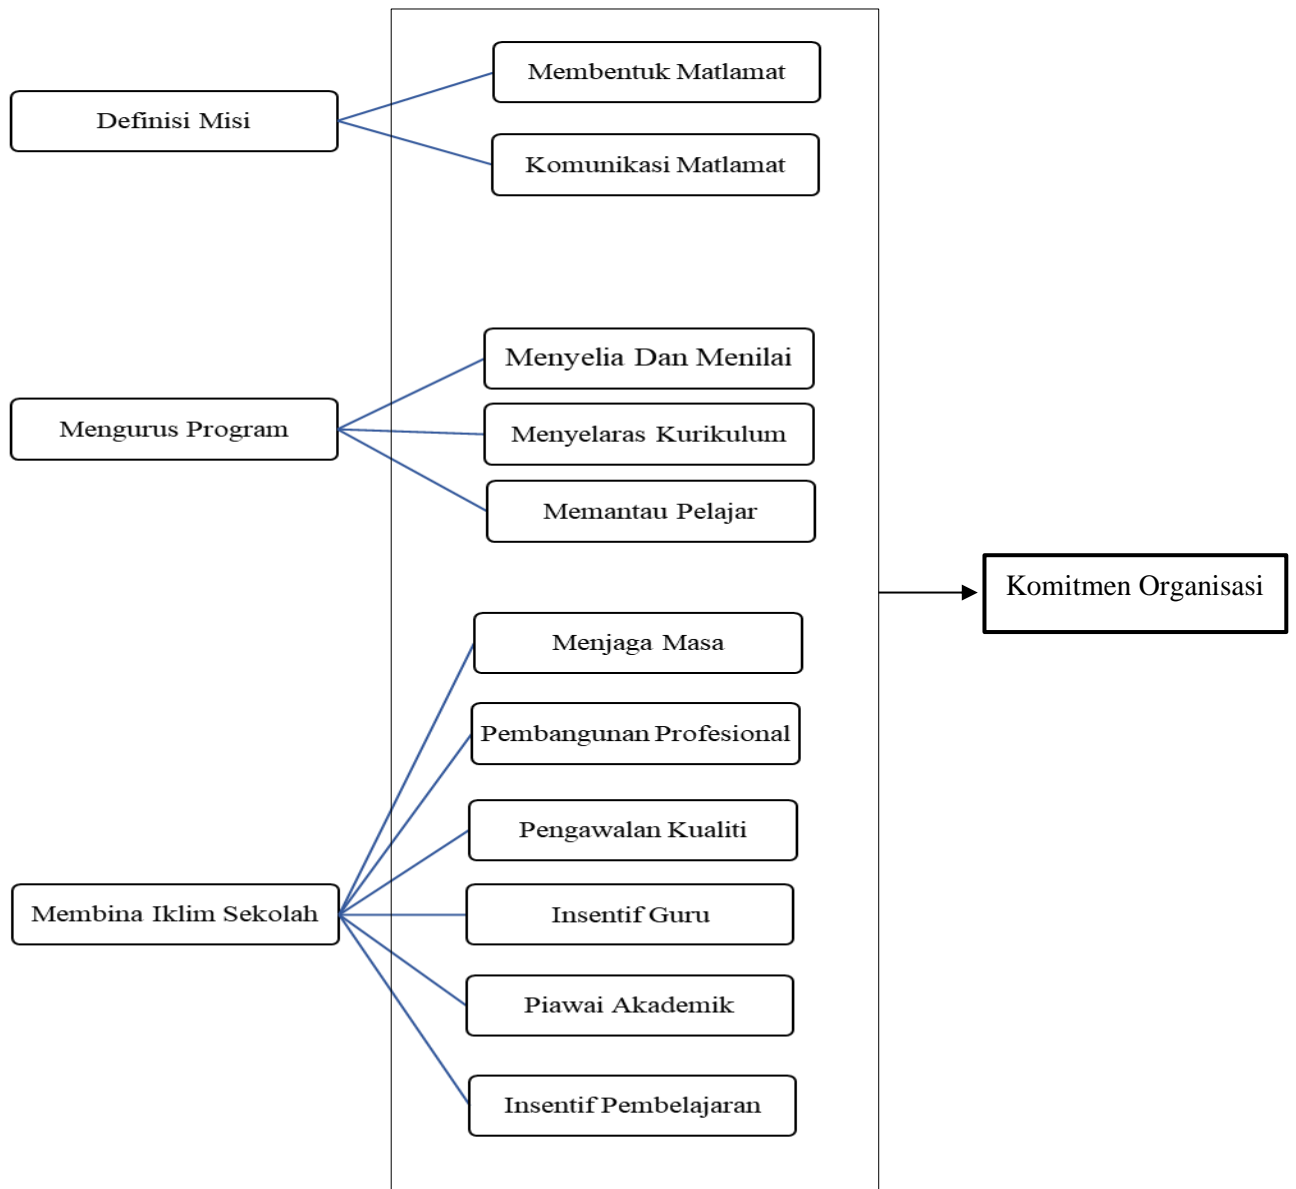 Definisi Misi
Membentuk Matlamat
Komunikasi Matlamat
Mengurus Program
Menyelia Dan Menilai
Menyelaras Kurikulum
Memantau Pelajar
Membina Iklim Sekolah
Menjaga Masa
Pembangunan Profesional
Pengawalan Kualiti
Insentif Guru
Piawai Akademik
Insentif Pembelajaran
Komitmen Organisasi